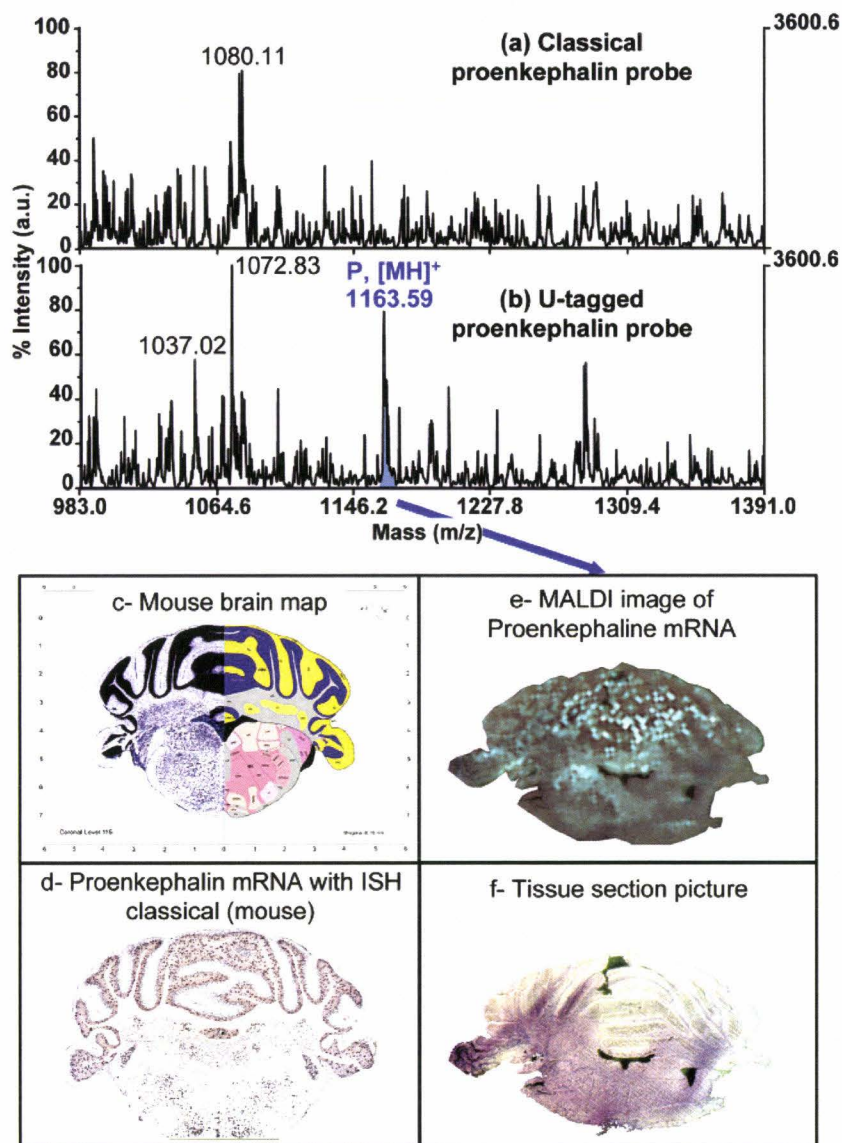 100
80
60
40
20
0
3600.6
1080.11
(a) Classical
proenkephalin probe
% Intensity (a.u.)
100
80
60
40
20
0
3600.6
1072.83
1037.02
P, [MH]⁺
1163.59
(b) U-tagged
proenkephalin probe
983.0 1064.6 1146.2 1227.8 1309.4 1391.0
Mass (m/z)
c- Mouse brain map
Coronal Level 115
e- MALDI image of
Proenkephaline mRNA
d- Proenkephalin mRNA with ISH
classical (mouse)
f- Tissue section picture